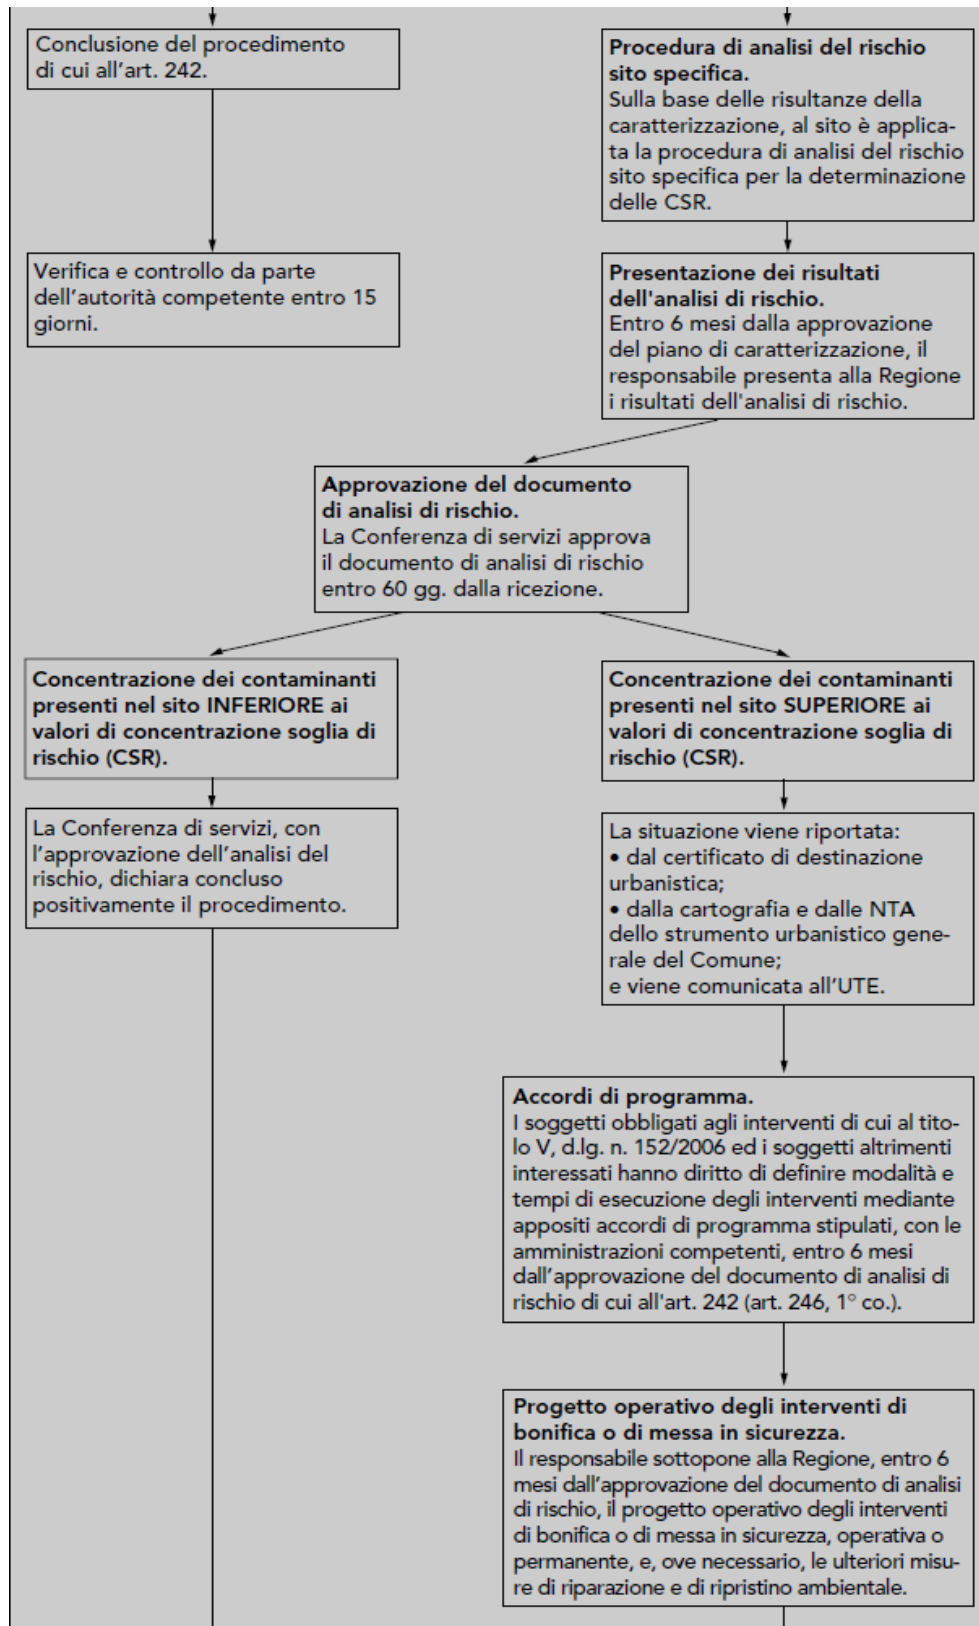 Conclusione del procedimento
di cui all'art. 242.
Procedura di analisi del rischio
sito specifica.
Sulla base delle risultanze della
caratterizzazione, al sito è applica-
ta la procedura di analisi del rischio
sito specifica per la determinazione
delle CSR.
Verifica e controllo da parte
dell'autorità competente entro 15
giorni.
Presentazione dei risultati
dell'analisi di rischio.
Entro 6 mesi dalla approvazione
del piano di caratterizzazione, il
responsabile presenta alla Regione
i risultati dell'analisi di rischio.
Approvazione del documento
di analisi di rischio.
La Conferenza di servizi approva
il documento di analisi di rischio
entro 60 gg. dalla ricezione.
Concentrazione dei contaminanti
presenti nel sito INFERIORE ai
valori di concentrazione soglia di
rischio (CSR).
Concentrazione dei contaminanti
presenti nel sito SUPERIORE ai
valori di concentrazione soglia di
rischio (CSR).
La Conferenza di servizi, con
l'approvazione dell'analisi del
rischio, dichiara concluso
positivamente il procedimento.
La situazione viene riportata:
• dal certificato di destinazione
urbanistica;
• dalla cartografia e dalle NTA
dello strumento urbanistico gene-
rale del Comune;
e viene comunicata all'UTE.
Accordi di programma.
I soggetti obbligati agli interventi di cui al tito-
lo V, d.lg. n. 152/2006 ed i soggetti altrimenti
interessati hanno diritto di definire modalità e
tempi di esecuzione degli interventi mediante
appositi accordi di programma stipulati, con le
amministrazioni competenti, entro 6 mesi
dall'approvazione del documento di analisi di
rischio di cui all'art. 242 (art. 246, 1° co.).
Progetto operativo degli interventi di
bonifica o di messa in sicurezza.
Il responsabile sottopone alla Regione, entro 6
mesi dall'approvazione del documento di analisi
di rischio, il progetto operativo degli interventi
di bonifica o di messa in sicurezza, operativa o
permanente, e, ove necessario, le ulteriori misu-
re di riparazione e di ripristino ambientale.